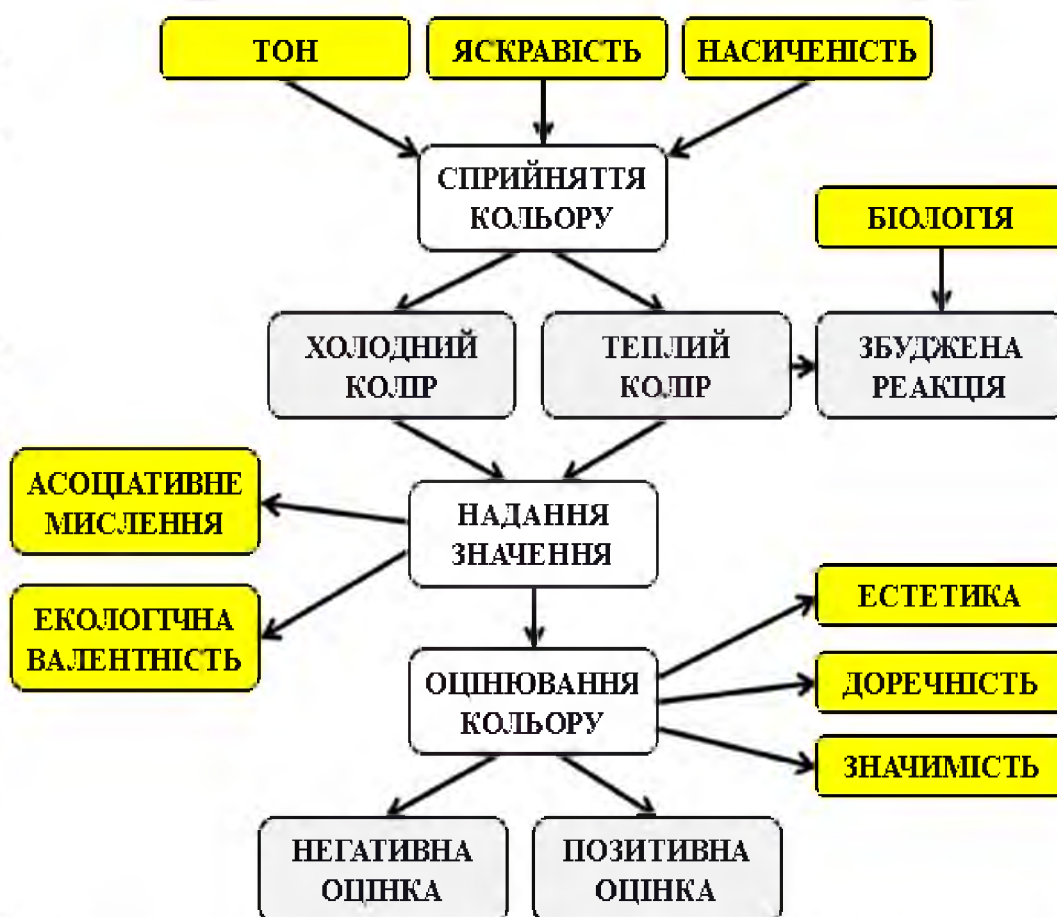 ТОН
ЯСКРАВІСТЬ
НАСИЧЕНІСТЬ
СПРИЙНЯТТЯ
КОЛЬОРУ
БІОЛОГІЯ
ХОЛОДНИЙ
КОЛІР
ТЕПЛИЙ
КОЛІР
ЗБУДЖЕНА
РЕАКЦІЯ
АСОЦІАТИВНЕ
МИСЛЕННЯ
НАДАННЯ
ЗНАЧЕННЯ
ЕКОЛОГІЧНА
ВАЛЕНТНІСТЬ
ЕСТЕТИКА
ОЦІНЮВАННЯ
КОЛЬОРУ
ДОРЕЧНІСТЬ
ЗНАЧИМІСТЬ
НЕГАТИВНА
ОЦІНКА
ПОЗИТИВНА
ОЦІНКА